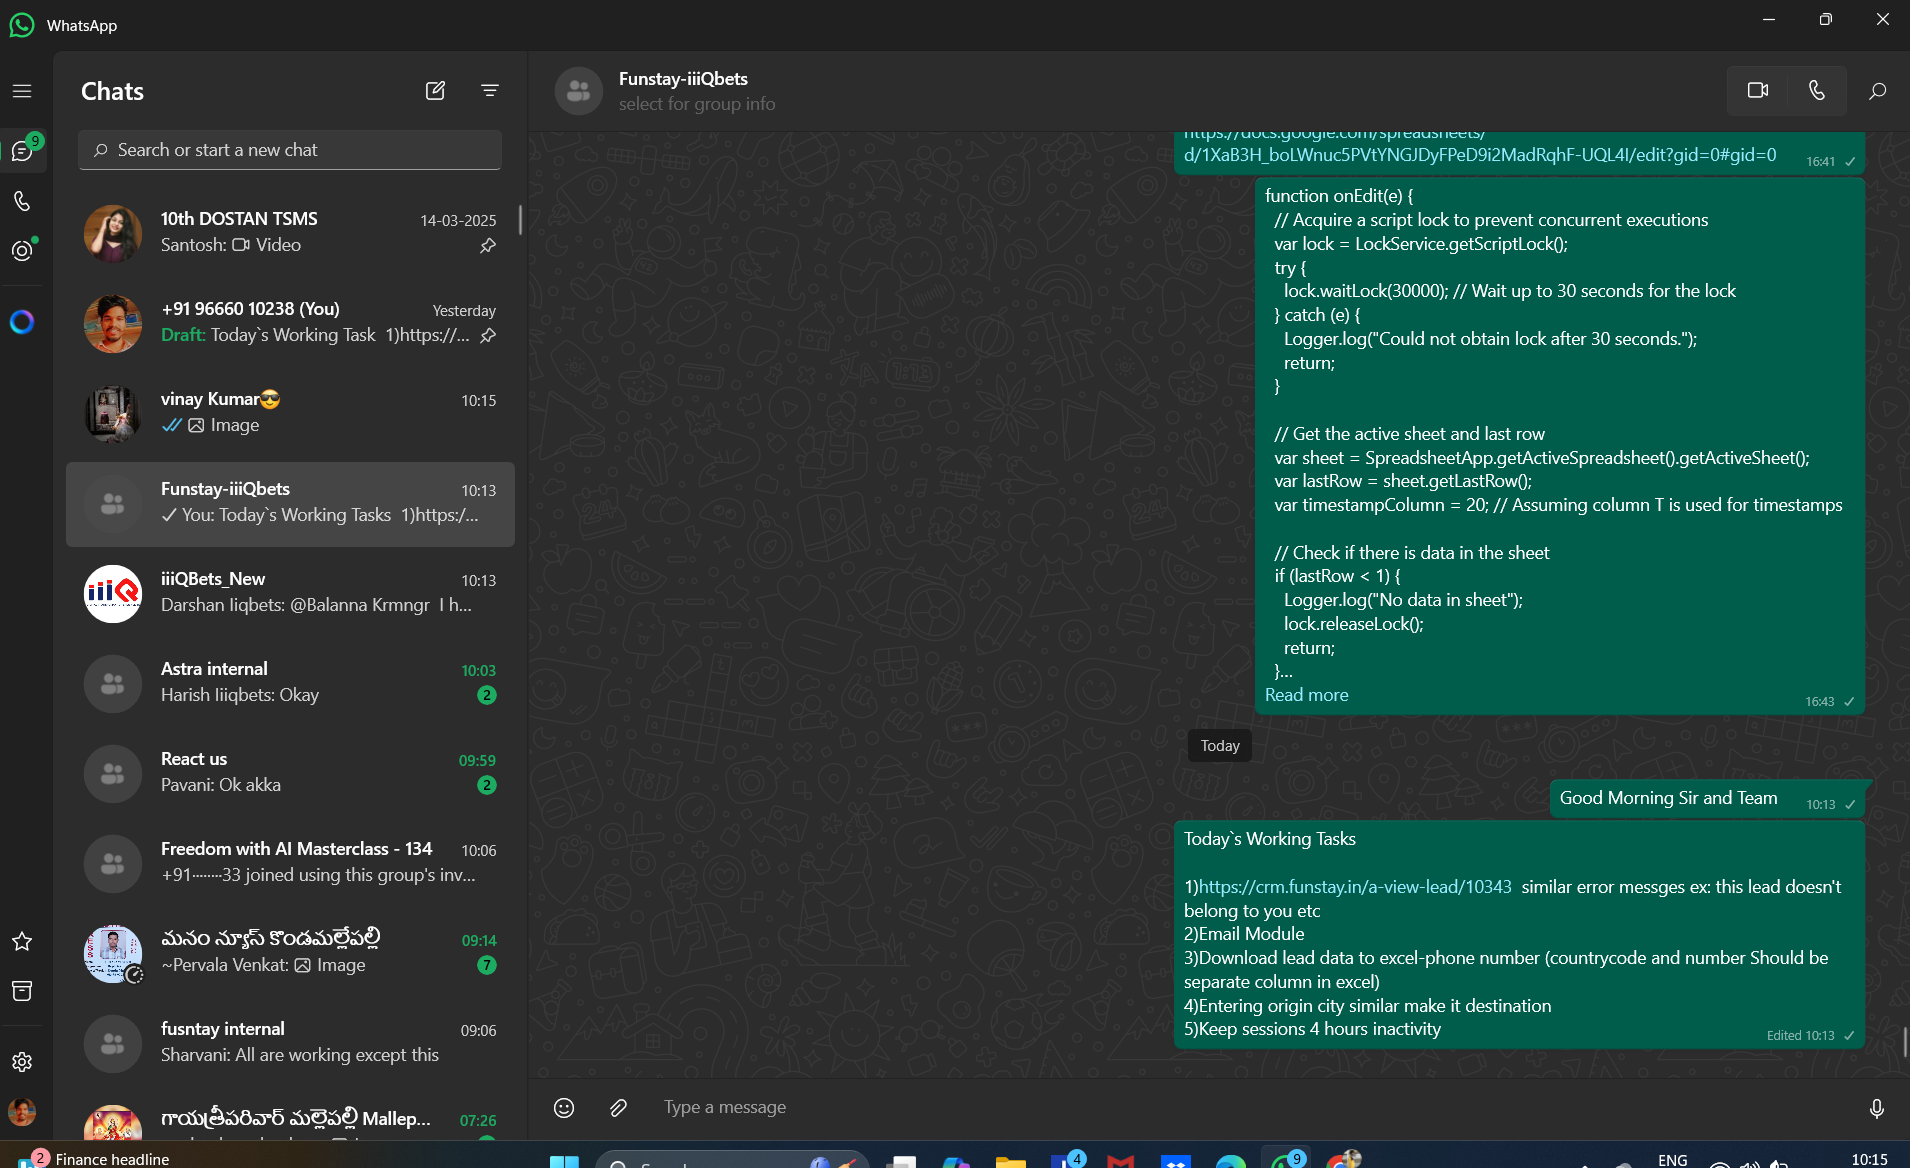 WhatsApp
Chats
Search or start a new chat
9
10th DOSTAN TSMS
14-03-2025
Santosh: Video
+91 96660 10238 (You)
Yesterday
Draft: Today`s Working Task 1)https://...
vinay Kumar😎
10:15
Image
Funstay-iiiQbets
10:13
You: Today`s Working Tasks 1)https:/...
iiiQBets_New
10:13
Darshan Iiqbets: @Balanna Krmngr I h...
Astra internal
10:03
Harish Iiiqbets: Okay
2
React us
09:59
Pavani: Ok akka
2
Freedom with AI Masterclass - 134
10:06
+91········33 joined using this group's inv...
మనం న్యూస్ కొండమల్లేపల్లి
09:14
~Pervala Venkat: Image
7
fusntay internal
09:06
Sharvani: All are working except this
గాయత్రీపరివార్ మల్లెపల్లి Mallep...
07:26
Funstay-iiiQbets
select for group info
https://docs.google.com/spreadsheets/
d/1XaB3H_boLWnuc5PVtYNGJDyFPeD9i2MadRqhF-UQL4I/edit?gid=0#gid=0
16:41
function onEdit(e) {
// Acquire a script lock to prevent concurrent executions
var lock = LockService.getScriptLock();
try {
lock.waitLock(30000); // Wait up to 30 seconds for the lock
} catch (e) {
Logger.log("Could not obtain lock after 30 seconds.");
return;
}
// Get the active sheet and last row
var sheet = SpreadsheetApp.getActiveSpreadsheet().getActiveSheet();
var lastRow = sheet.getLastRow();
var timestampColumn = 20; // Assuming column T is used for timestamps
// Check if there is data in the sheet
if (lastRow < 1) {
Logger.log("No data in sheet");
lock.releaseLock();
return;
}...
Read more
16:43
Today
Good Morning Sir and Team
10:13
Today`s Working Tasks
1)https://crm.funstay.in/a-view-lead/10343 similar error messges ex: this lead doesn't
belong to you etc
2)Email Module
3)Download lead data to excel-phone number (countrycode and number Should be
separate column in excel)
4)Entering origin city similar make it destination
5)Keep sessions 4 hours inactivity
Edited 10:13
Type a message
2
Finance headline
4
9
ENG
10:15